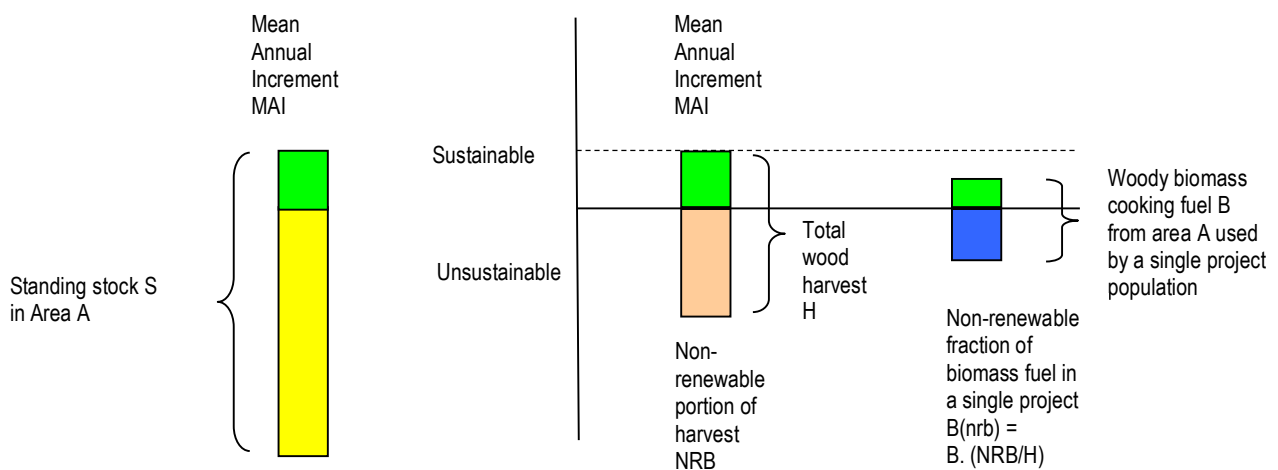 Mean
Annual
Increment
MAI
Standing stock S
in Area A
Sustainable
Unsustainable
Mean
Annual
Increment
MAI
Total
wood
harvest
H
Non-
renewable
portion of
harvest
NRB
Woody biomass
cooking fuel B
from area A used
by a single project
population
Non-renewable
fraction of
biomass fuel in
a single project
B(nrb) =
B. (NRB/H)